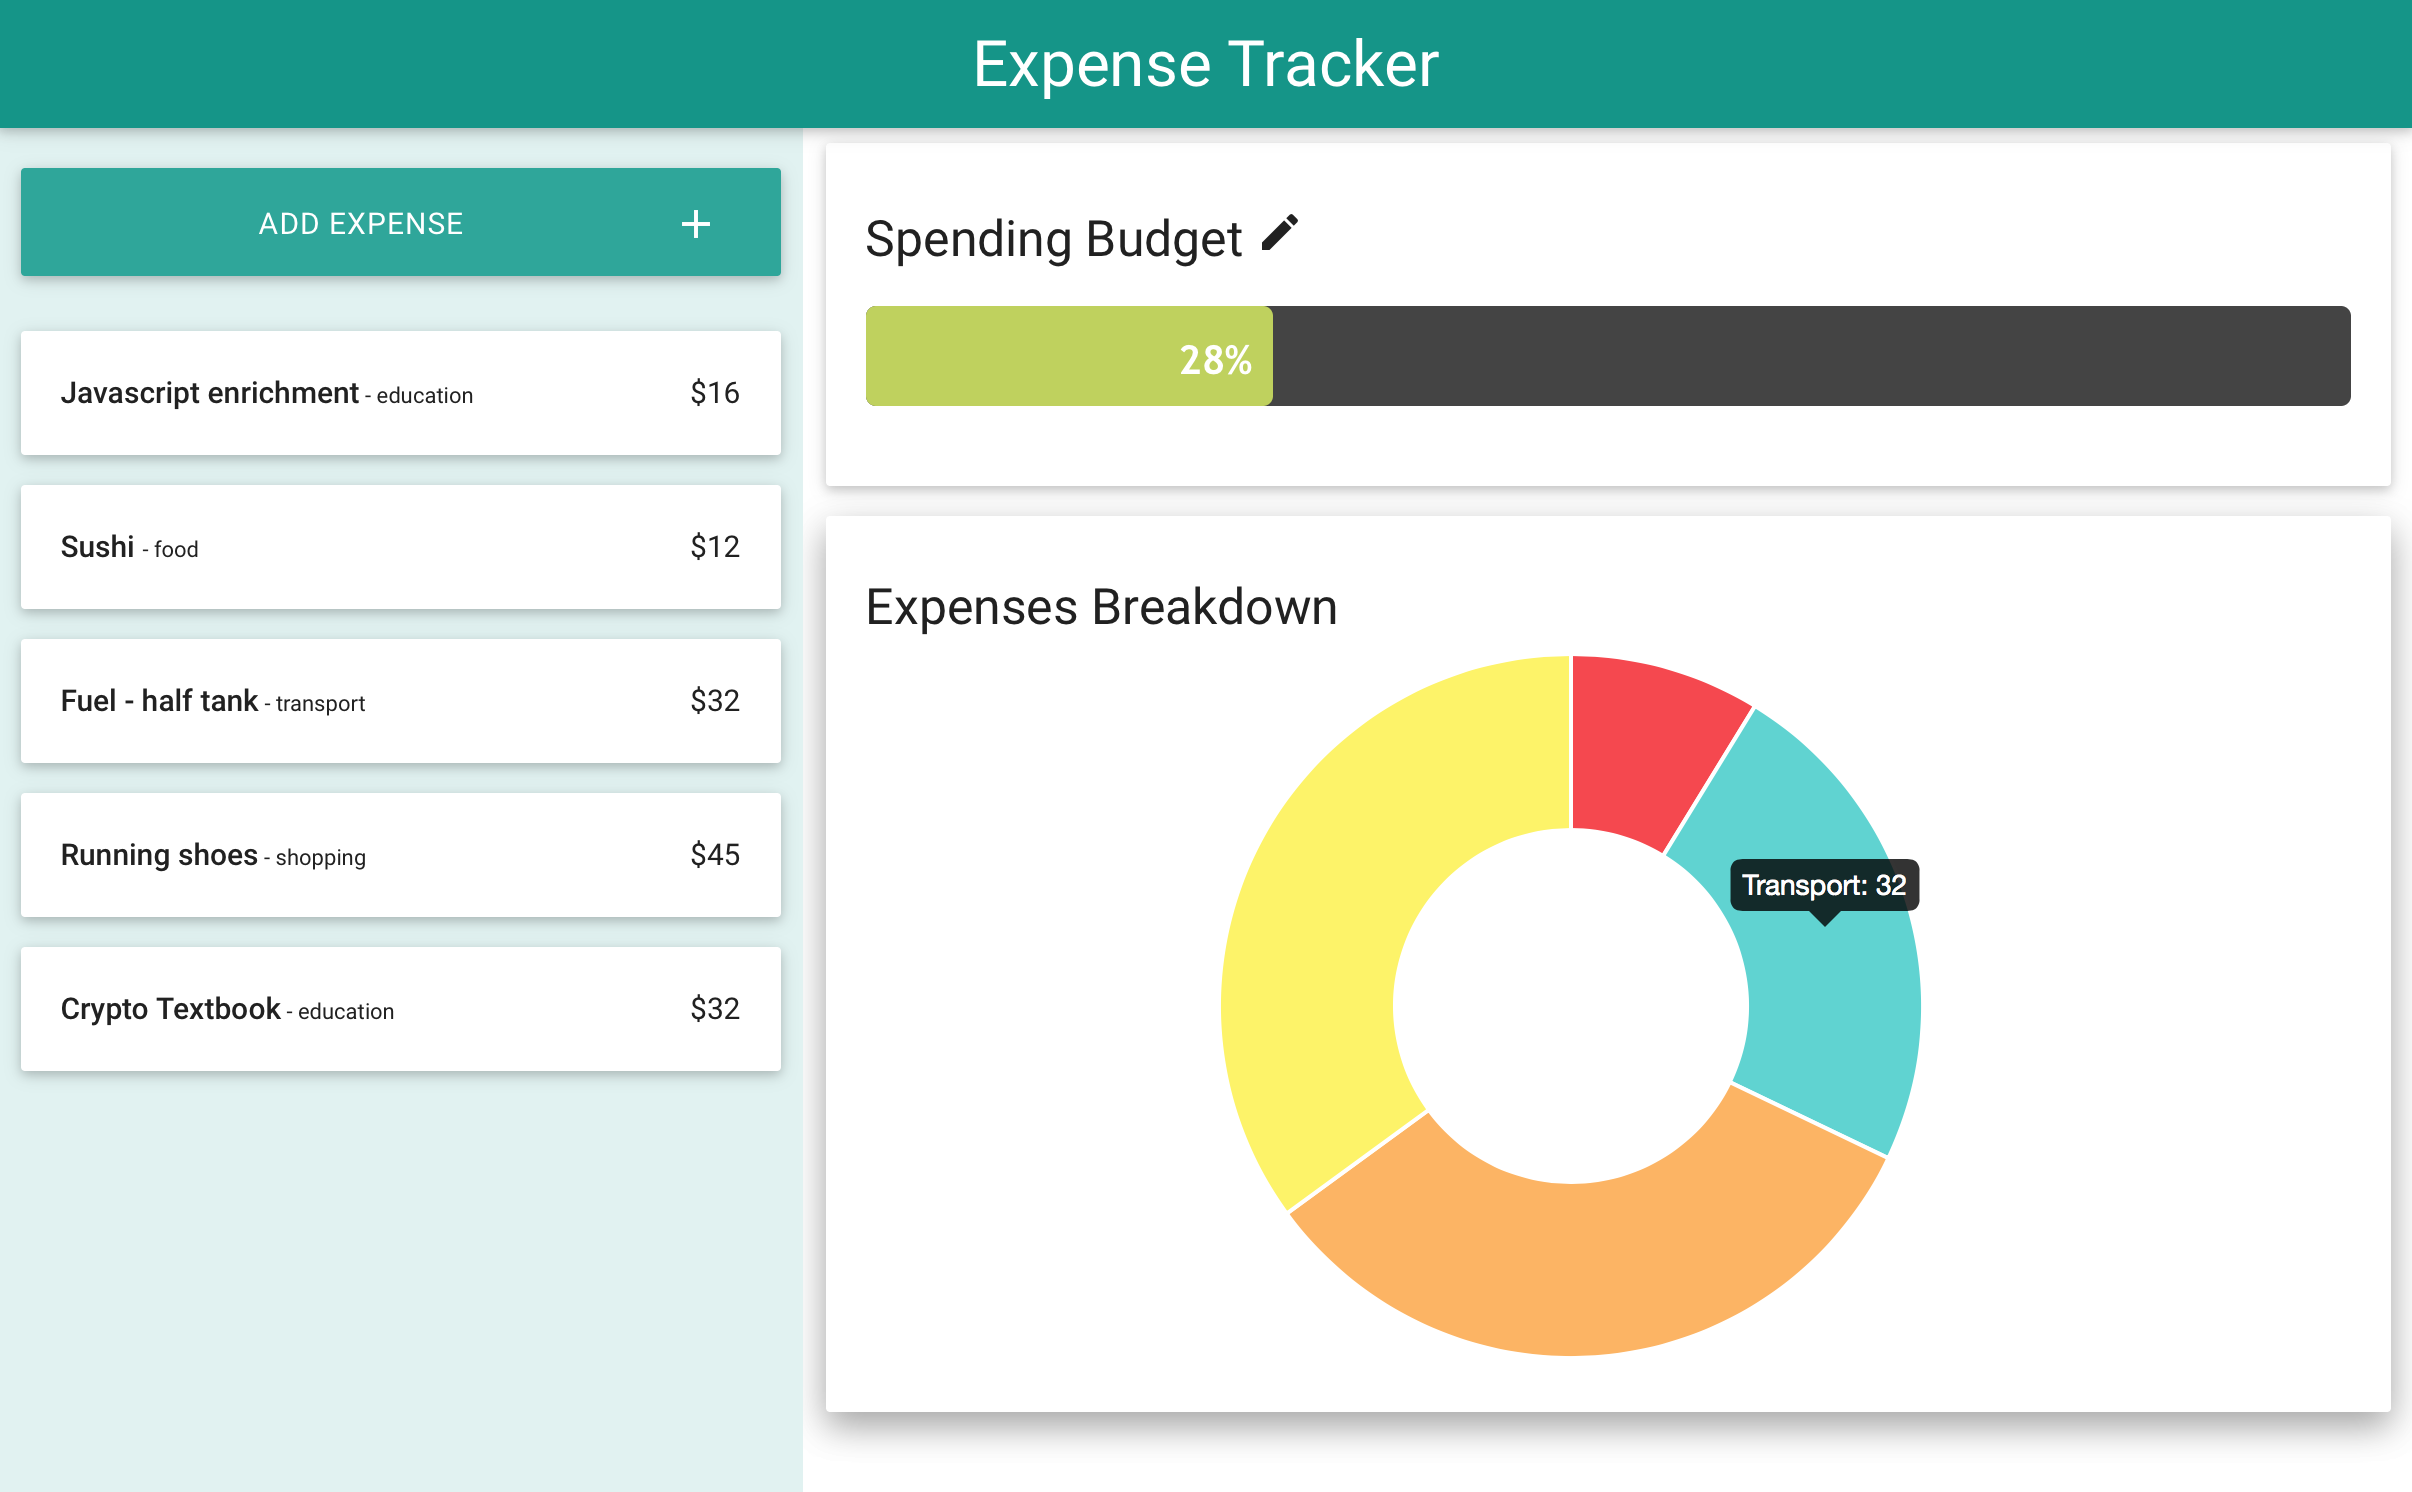 Expense Tracker
ADD EXPENSE +
Javascript enrichment - education $16
Sushi - food $12
Fuel - half tank - transport $32
Running shoes - shopping $45
Crypto Textbook - education $32
Spending Budget
28%
Expenses Breakdown
Transport: 32